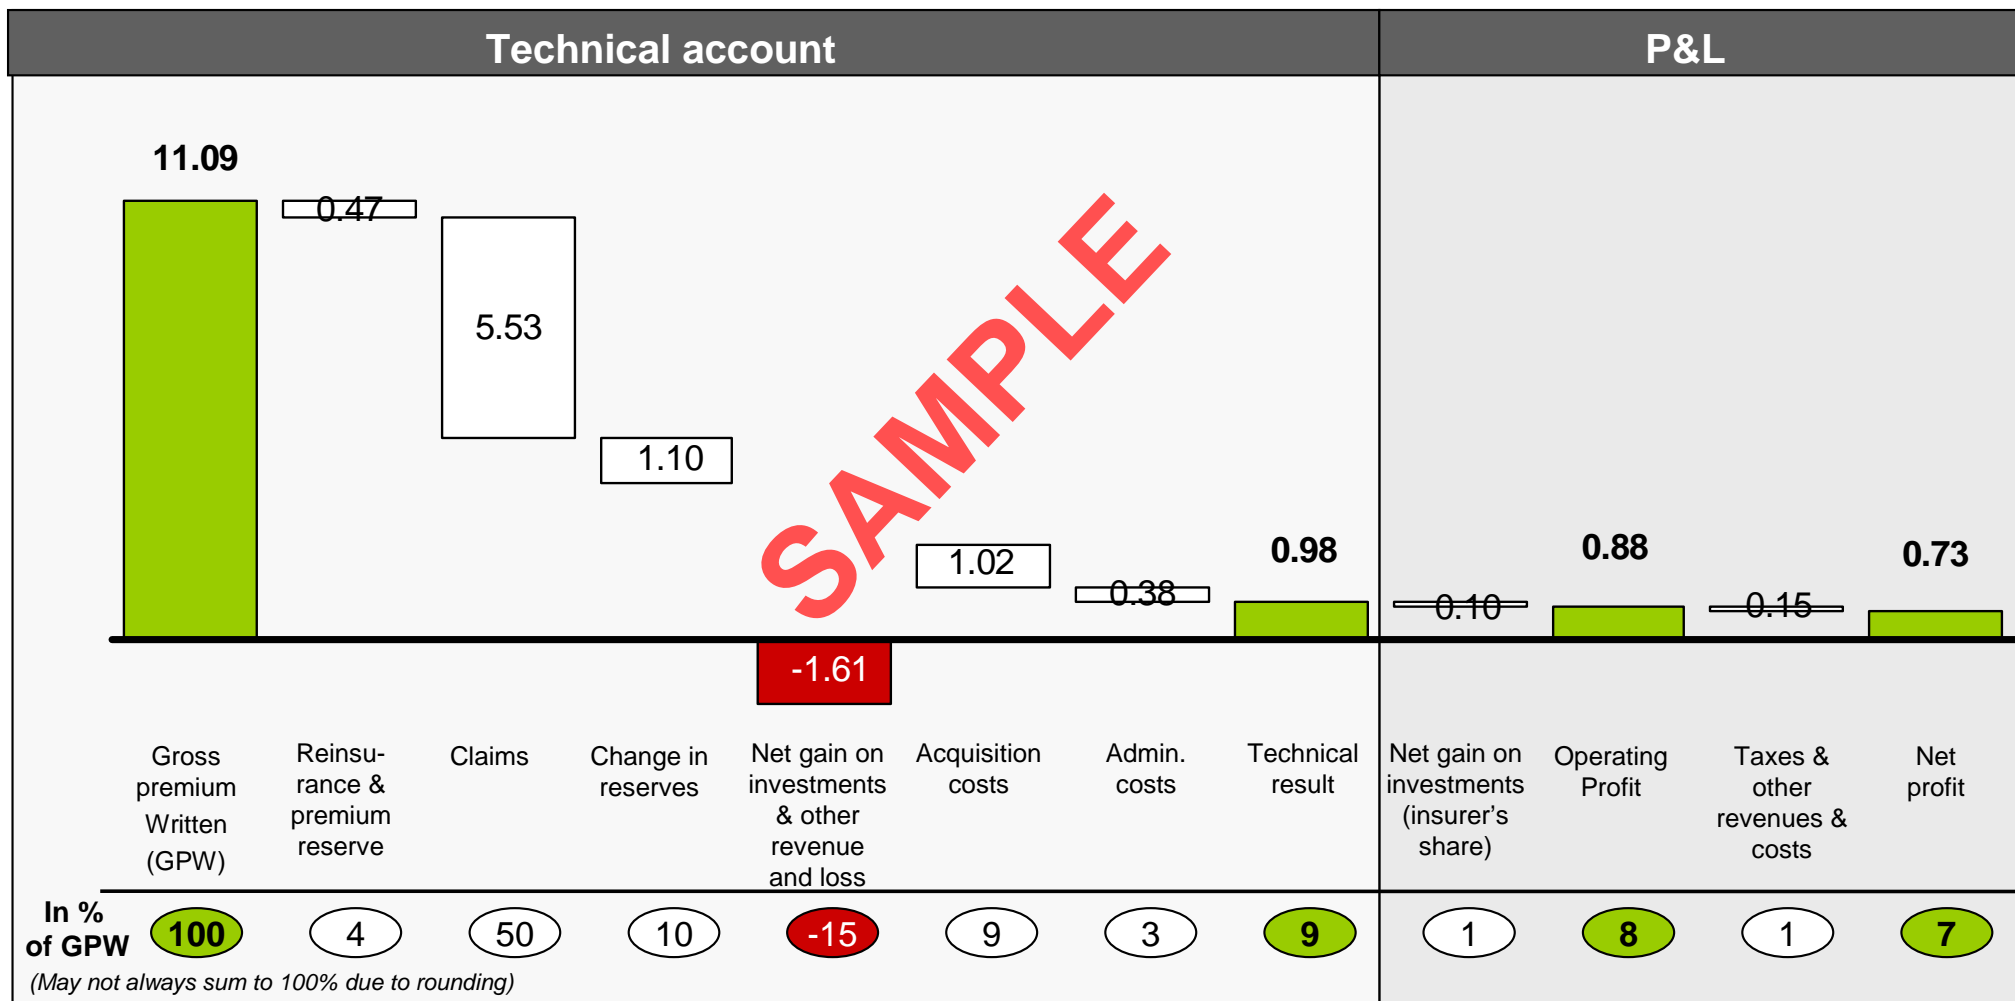 Technical account
P&L
11.09
0.47
5.53
1.10
-1.61
1.02
0.38
0.98
0.10
0.88
0.15
0.73
SAMPLE
Gross
premium
Written
(GPW)
Reinsu-
rance &
premium
reserve
Claims
Change in
reserves
Net gain on
investments
& other
revenue
and loss
Acquisition
costs
Admin.
costs
Technical
result
Net gain on
investments
(insurer’s
share)
Operating
Profit
Taxes &
other
revenues &
costs
Net
profit
In %
of GPW
100
4
50
10
-15
9
3
9
1
8
1
7
(May not always sum to 100% due to rounding)